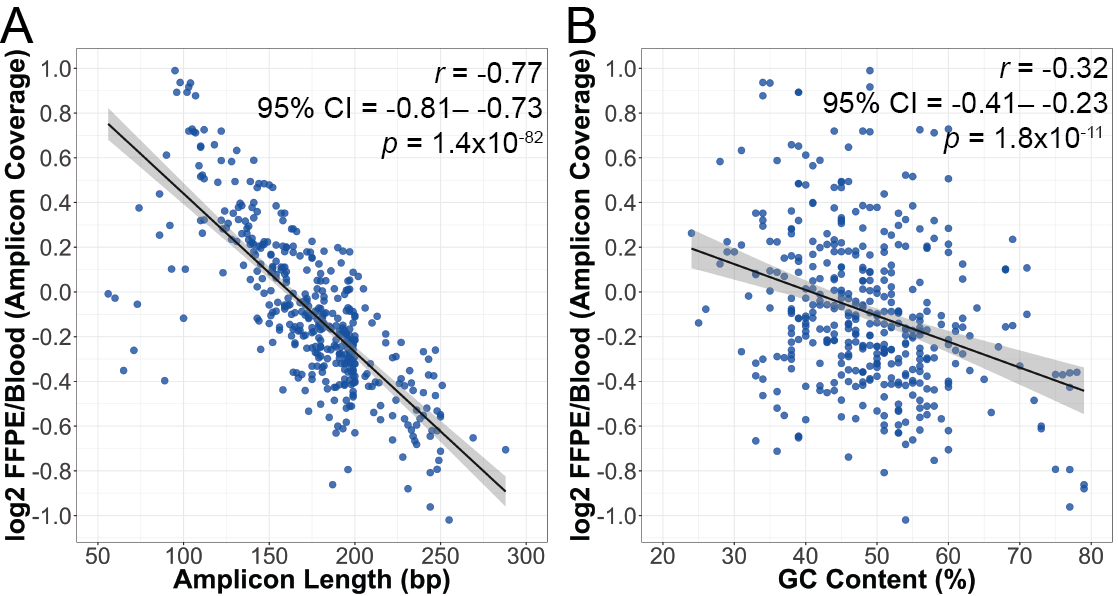 A
log2 FFPE/Blood (Amplicon Coverage)
1.0
0.8
0.6
0.4
0.2
0.0
-0.2
-0.4
-0.6
-0.8
-1.0
r = -0.77
95% CI = -0.81– -0.73
p = 1.4x10-82
50 100 150 200 250 300
Amplicon Length (bp)
B
log2 FFPE/Blood (Amplicon Coverage)
1.0
0.8
0.6
0.4
0.2
0.0
-0.2
-0.4
-0.6
-0.8
-1.0
r = -0.32
95% CI = -0.41– -0.23
p = 1.8x10-11
20 30 40 50 60 70 80
GC Content (%)